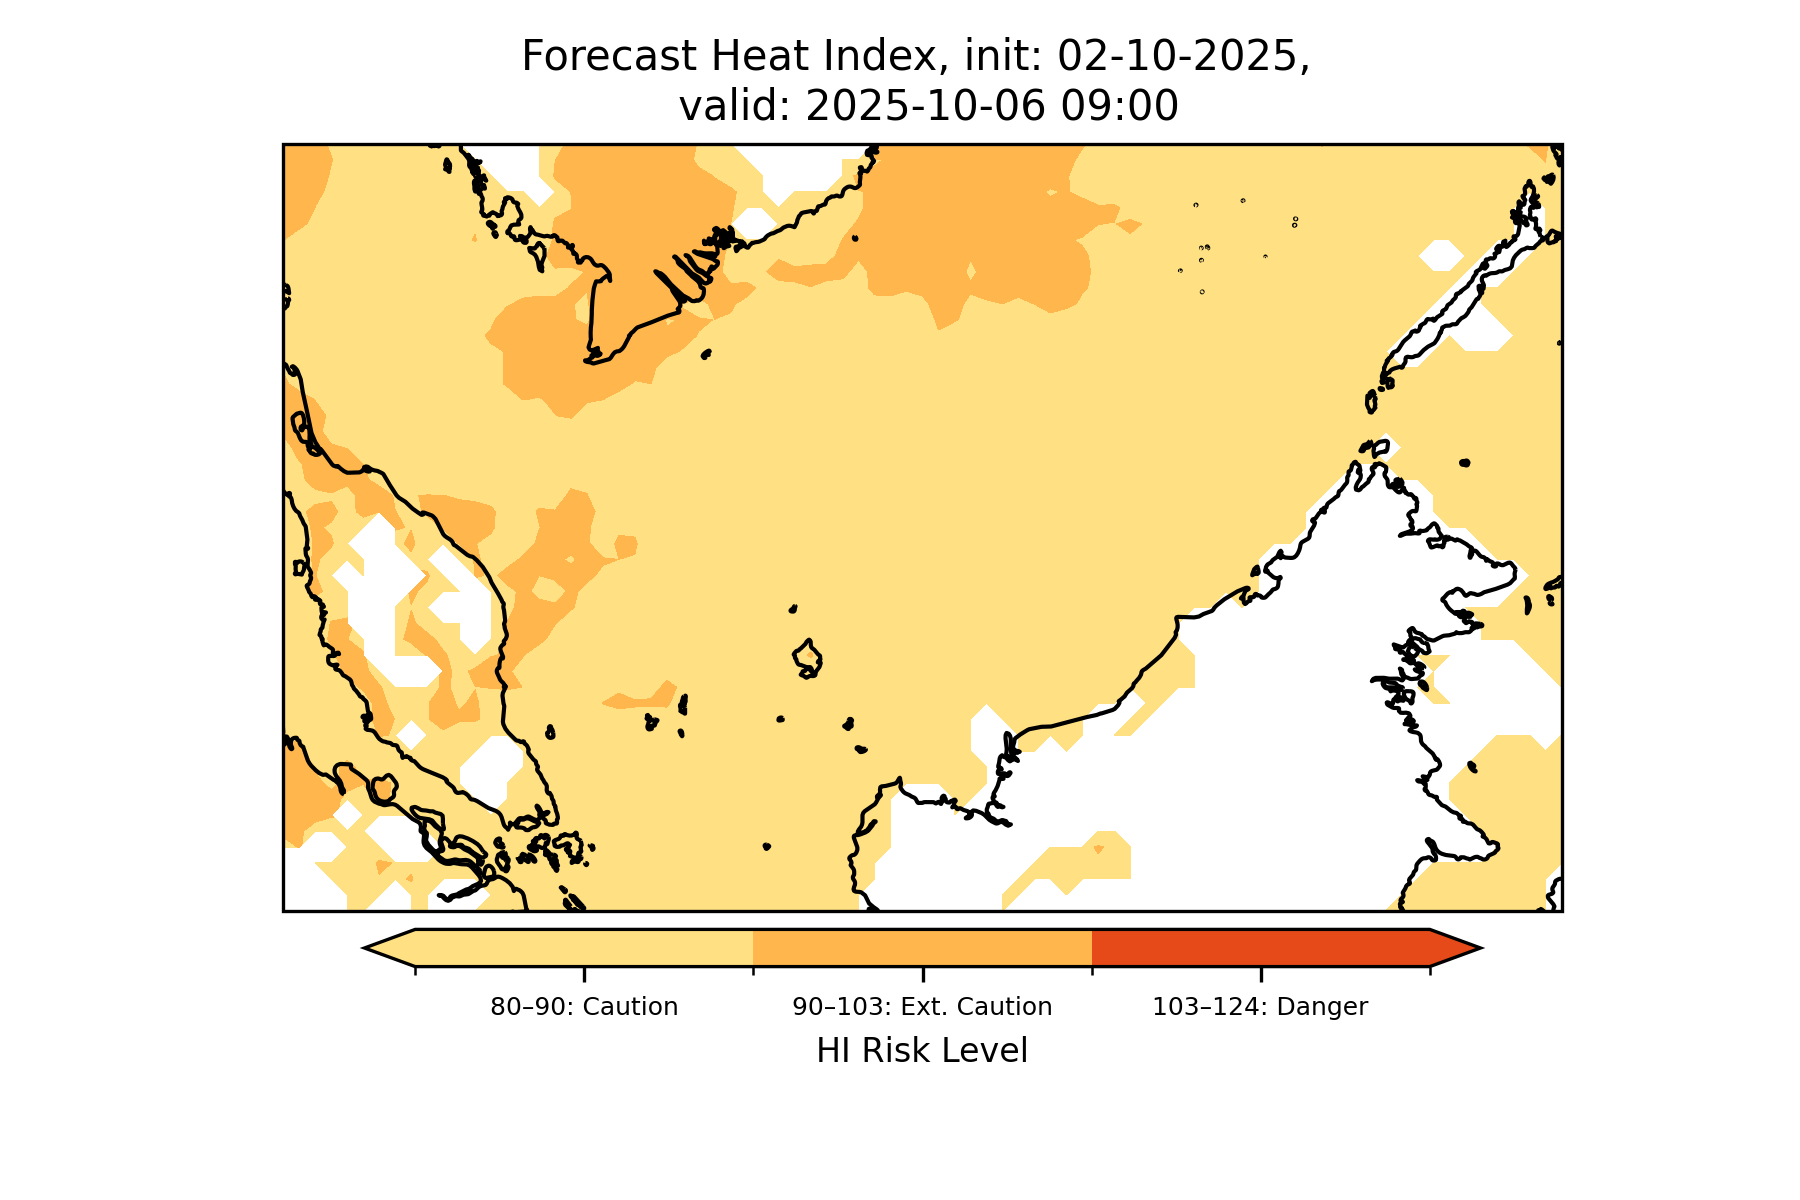 Forecast Heat Index, init: 02-10-2025,
valid: 2025-10-06 09:00
80–90: Caution
90–103: Ext. Caution
103–124: Danger
HI Risk Level